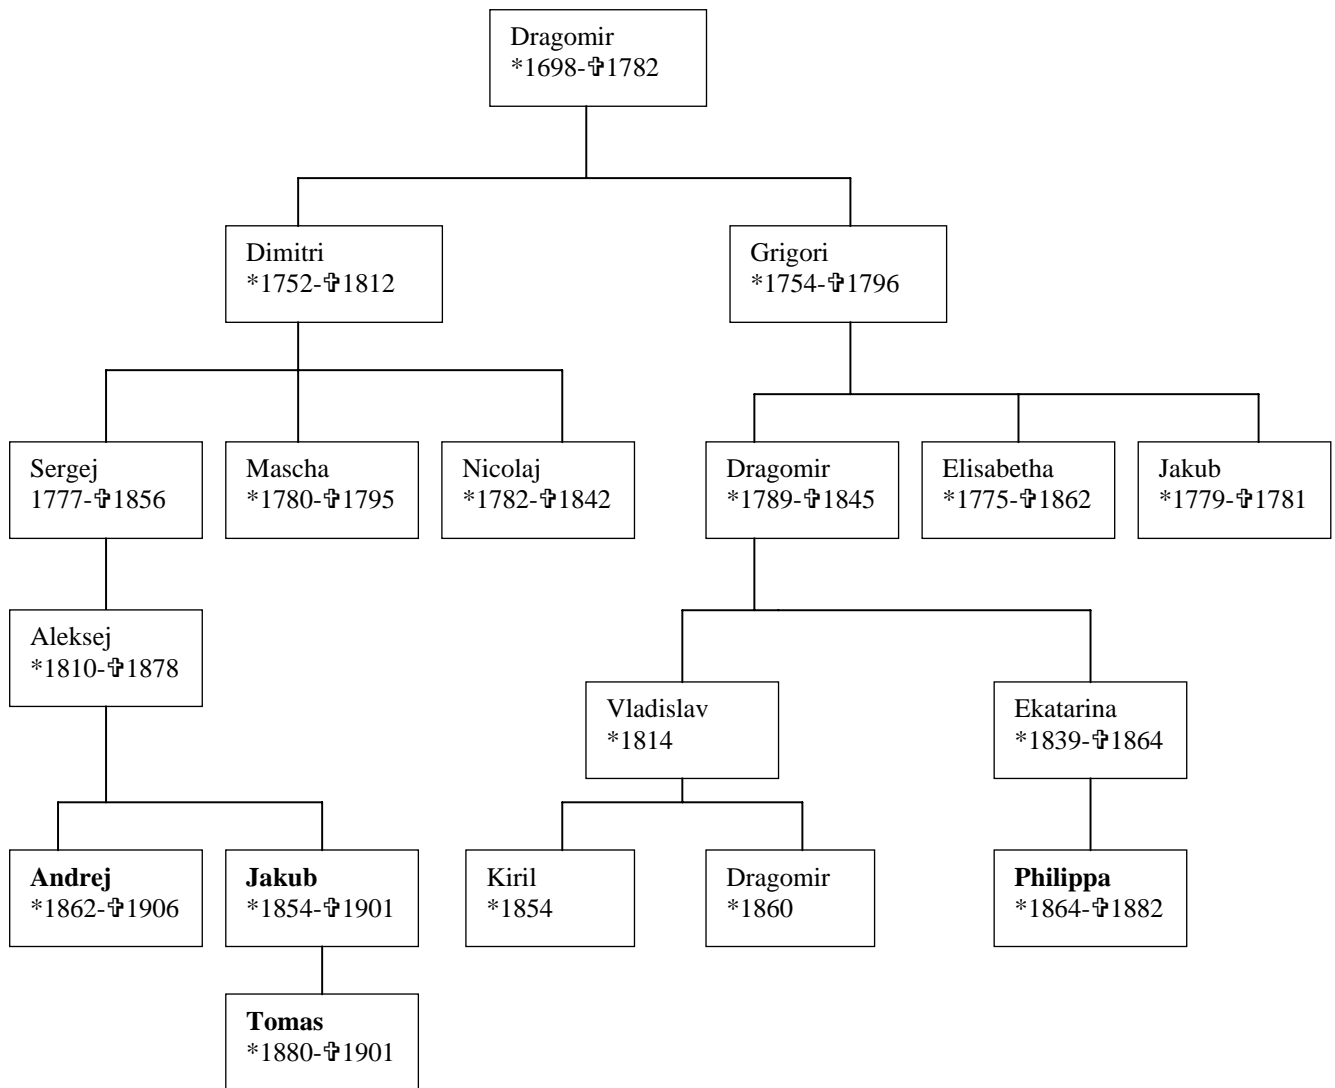 Dragomir
*1698-✞1782
Dimitri
*1752-✞1812
Grigori
*1754-✞1796
Sergej
1777-✞1856
Mascha
*1780-✞1795
Nicolaj
*1782-✞1842
Dragomir
*1789-✞1845
Elisabetha
*1775-✞1862
Jakub
*1779-✞1781
Aleksej
*1810-✞1878
Vladislav
*1814
Ekatarina
*1839-✞1864
Andrej
*1862-✞1906
Jakub
*1854-✞1901
Kiril
*1854
Dragomir
*1860
Philippa
*1864-✞1882
Tomas
*1880-✞1901